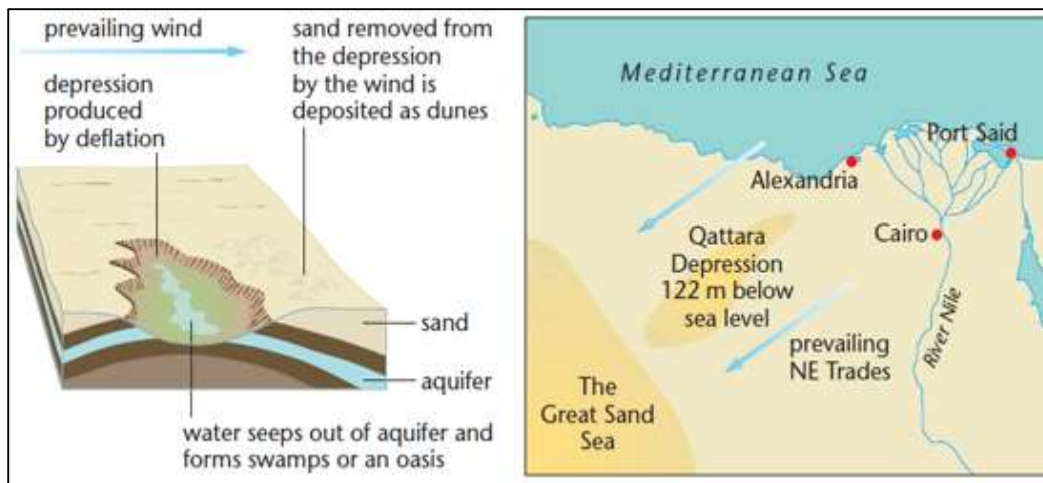 prevailing wind
sand removed from
the depression
by the wind is
deposited as dunes
depression
produced
by deflation
sand
aquifer
water seeps out of aquifer and
forms swamps or an oasis
Mediterranean Sea
Port Said
Alexandria
Cairo
Qattara
Depression
122 m below
sea level
prevailing
NE Trades
River Nile
The
Great Sand
Sea